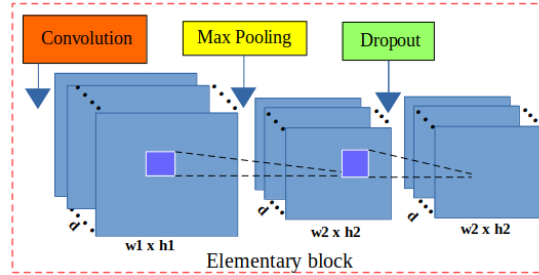 Convolution
Max Pooling
Dropout
d
d
d
w1 x h1
w2 x h2
w2 x h2
Elementary block